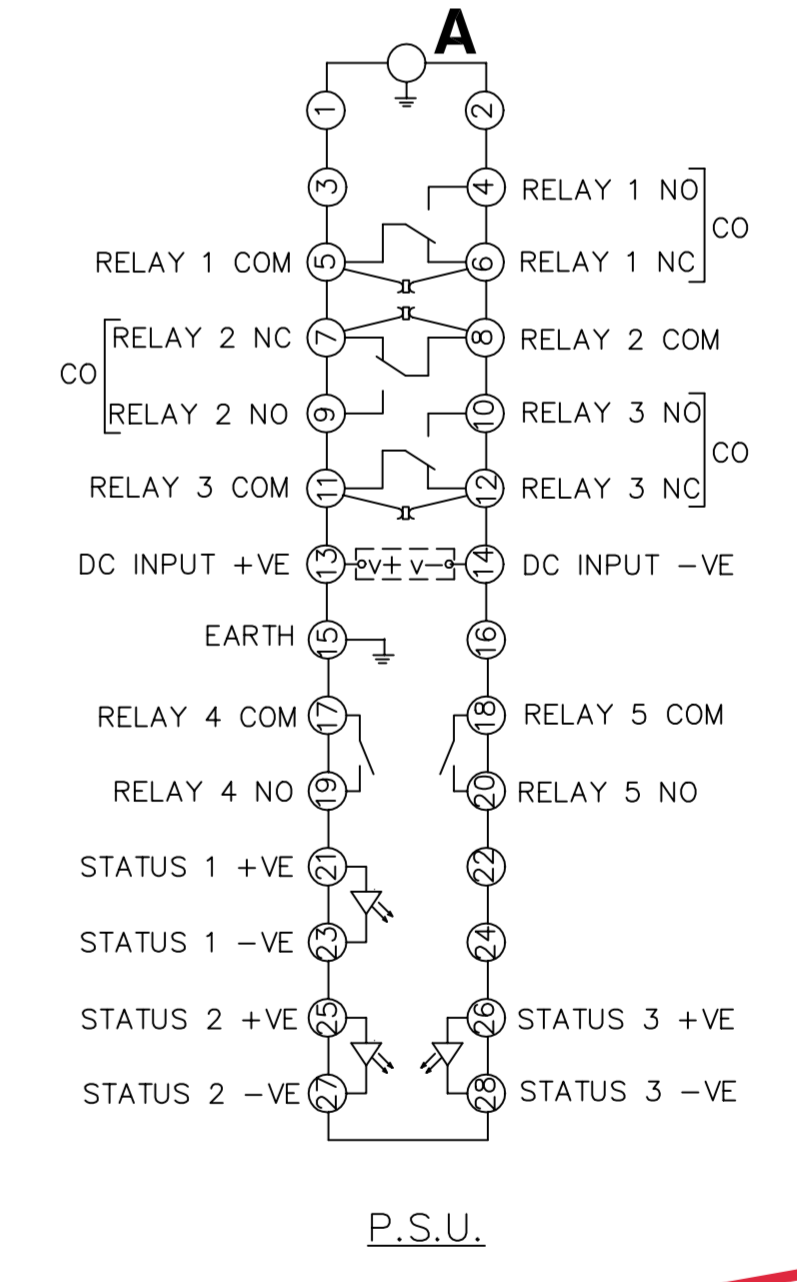 A
1 2
3 4 RELAY 1 NO
CO
RELAY 1 COM 5 6 RELAY 1 NC
RELAY 2 NC 7 8 RELAY 2 COM
CO
RELAY 2 NO 9 10 RELAY 3 NO
CO
RELAY 3 COM 11 12 RELAY 3 NC
DC INPUT +VE 13 V+ V− 14 DC INPUT −VE
EARTH 15 16
RELAY 4 COM 17 18 RELAY 5 COM
RELAY 4 NO 19 20 RELAY 5 NO
STATUS 1 +VE 21 22
STATUS 1 −VE 23 24
STATUS 2 +VE 25 26 STATUS 3 +VE
STATUS 2 −VE 27 28 STATUS 3 −VE
P.S.U.